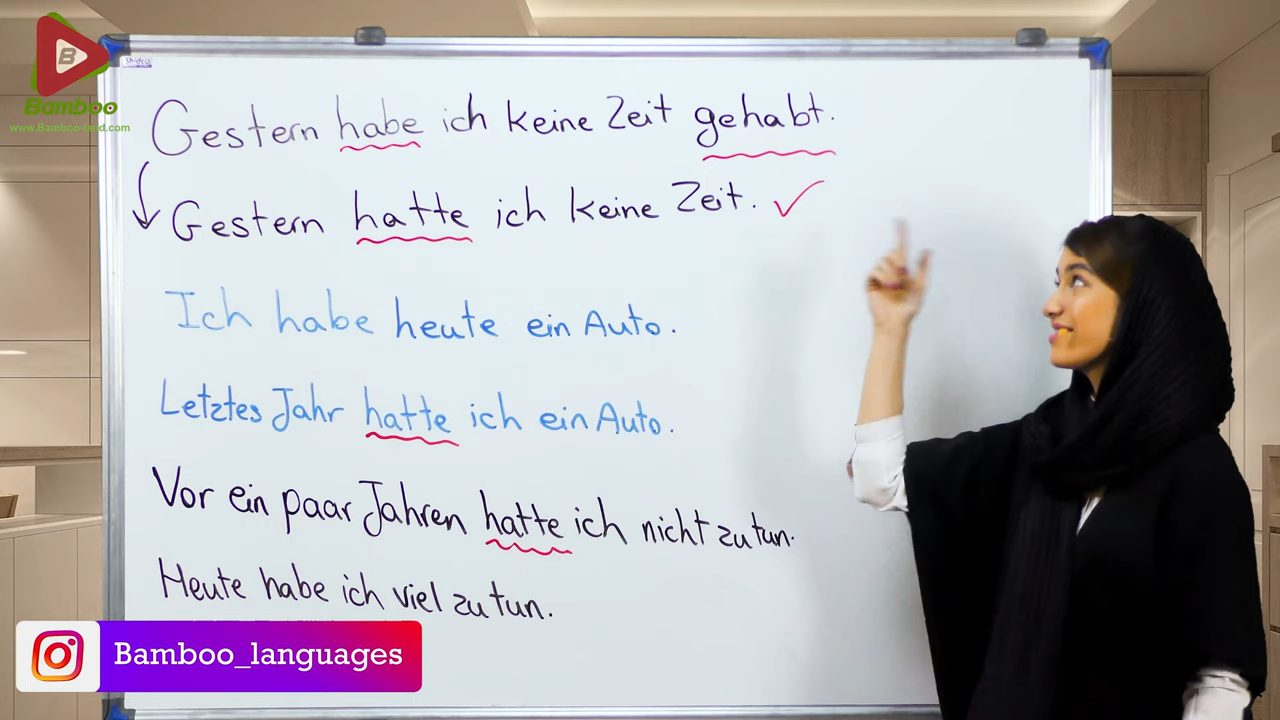 Bamboo
www.Bamboo-land.com
Gestern habe ich keine Zeit gehabt.
Gestern hatte ich keine Zeit. ✓
Ich habe heute ein Auto.
Letztes Jahr hatte ich ein Auto.
Vor ein paar Jahren hatte ich nicht zu tun.
Heute habe ich viel zu tun.
Bamboo_languages